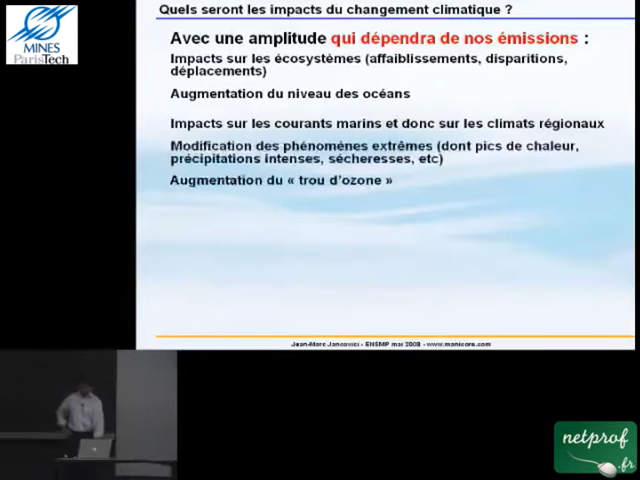 MINES
ParisTech
Quels seront les impacts du changement climatique ?
Avec une amplitude qui dépendra de nos émissions :
Impacts sur les écosystèmes (affaiblissements, disparitions,
déplacements)
Augmentation du niveau des océans
Impacts sur les courants marins et donc sur les climats régionaux
Modification des phénomènes extrêmes (dont pics de chaleur,
précipitations intenses, sécheresses, etc)
Augmentation du « trou d'ozone »
Jean-Marc Jancovici - ENSMP mai 2008 - www.manicore.com
netprof
.fr